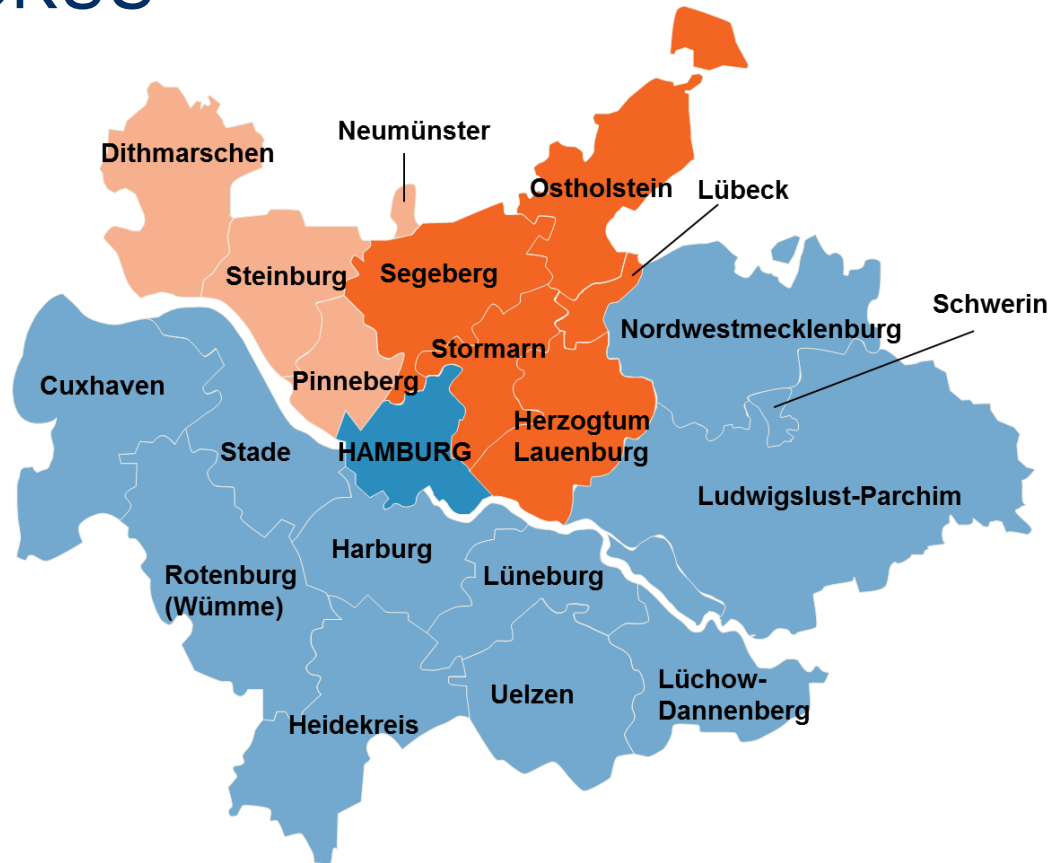 Neumünster
Dithmarschen
Ostholstein
Lübeck
Steinburg
Segeberg
Schwerin
Nordwestmecklenburg
Stormarn
Cuxhaven
Pinneberg
Herzogtum
Lauenburg
Stade
HAMBURG
Ludwigslust-Parchim
Harburg
Rotenburg
(Wümme)
Lüneburg
Lüchow-
Dannenberg
Uelzen
Heidekreis